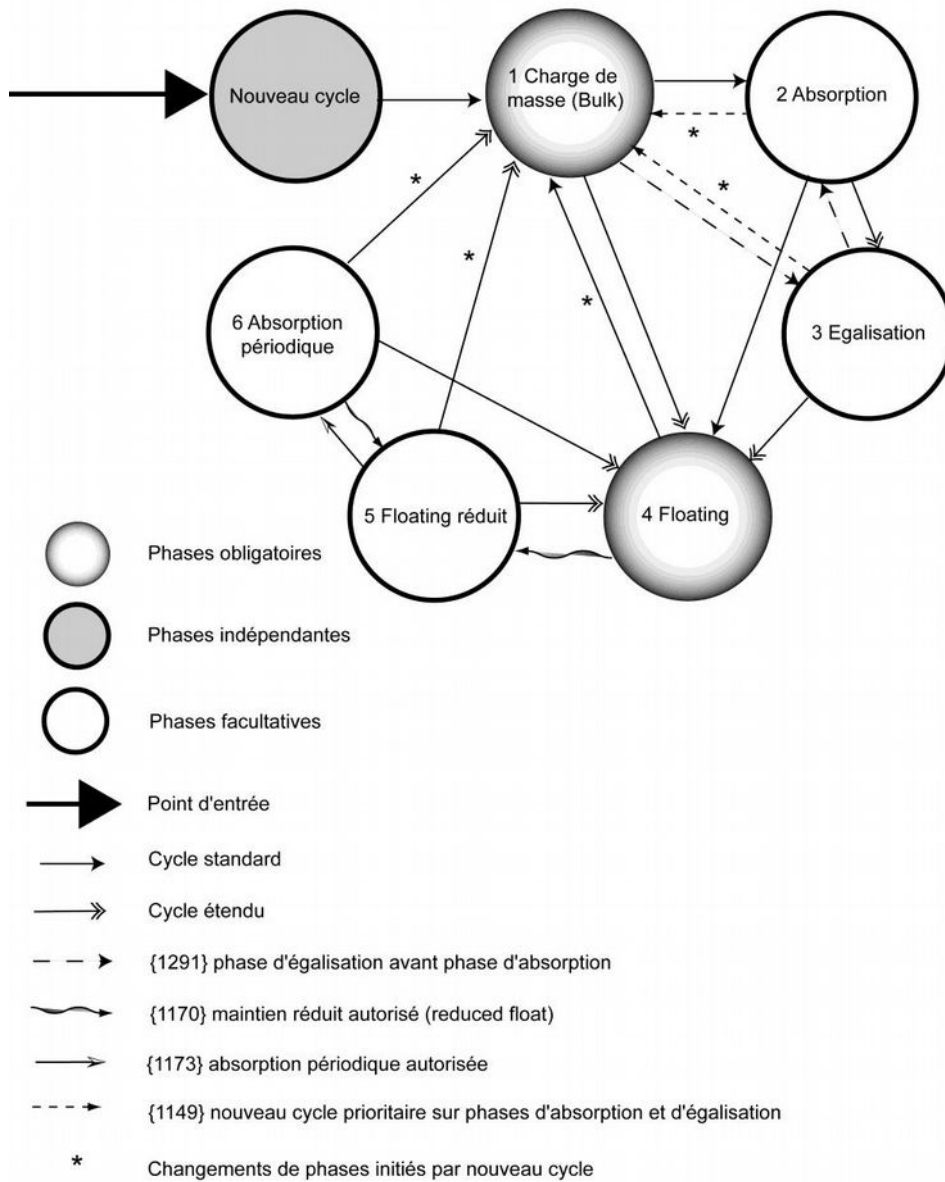 Nouveau cycle
1 Charge de
masse (Bulk)
2 Absorption
*
*
*
*
*
6 Absorption
périodique
3 Egalisation
5 Floating réduit
4 Floating
Phases obligatoires
Phases indépendantes
Phases facultatives
Point d'entrée
Cycle standard
Cycle étendu
{1291} phase d'égalisation avant phase d'absorption
{1170} maintien réduit autorisé (reduced float)
{1173} absorption périodique autorisée
{1149} nouveau cycle prioritaire sur phases d'absorption et d'égalisation
* Changements de phases initiés par nouveau cycle